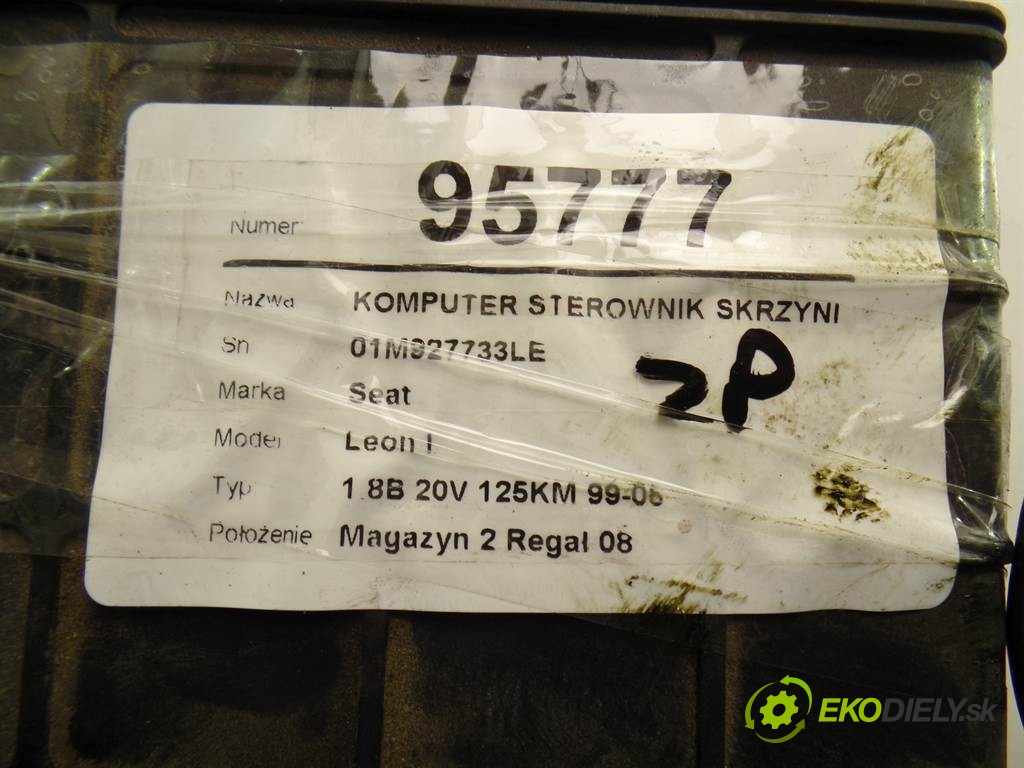 Numer 95777
Nazwa KOMPUTER STEROWNIK SKRZYNI
Sn 01M927733LE
2P
Marka Seat
Model Leon I
Typ 1.8B 20V 125KM 99-06
Położenie Magazyn 2 Regał 08
EKODIELY.sk